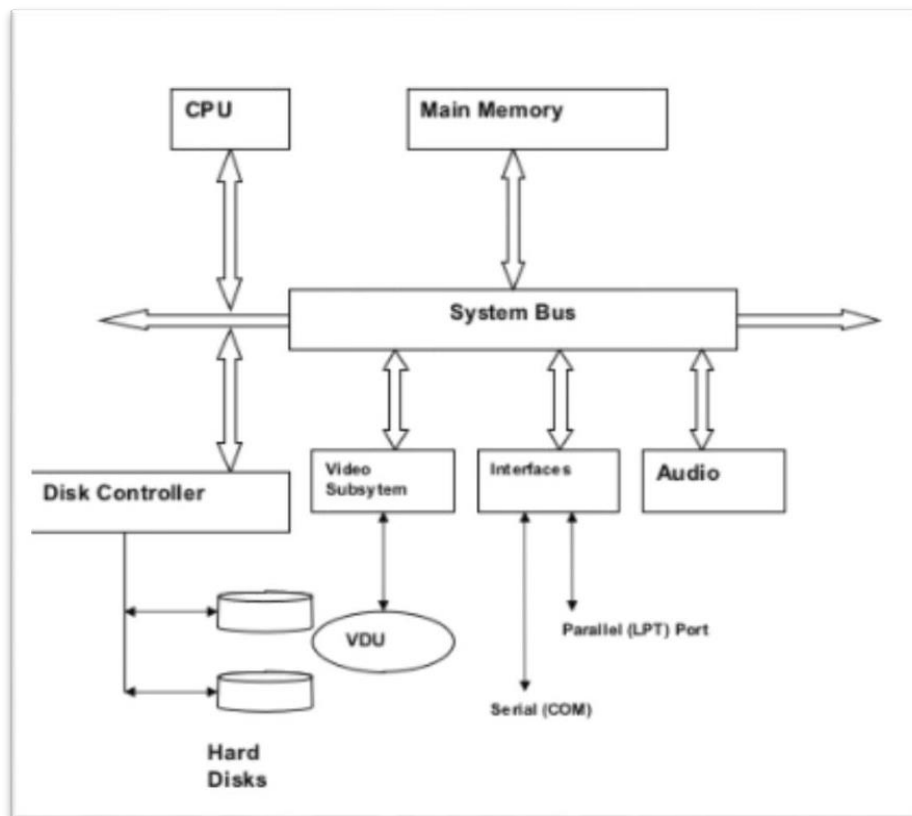 CPU
Main Memory
System Bus
Disk Controller
Video
Subsytem
Interfaces
Audio
VDU
Parallel (LPT) Port
Serial (COM)
Hard
Disks